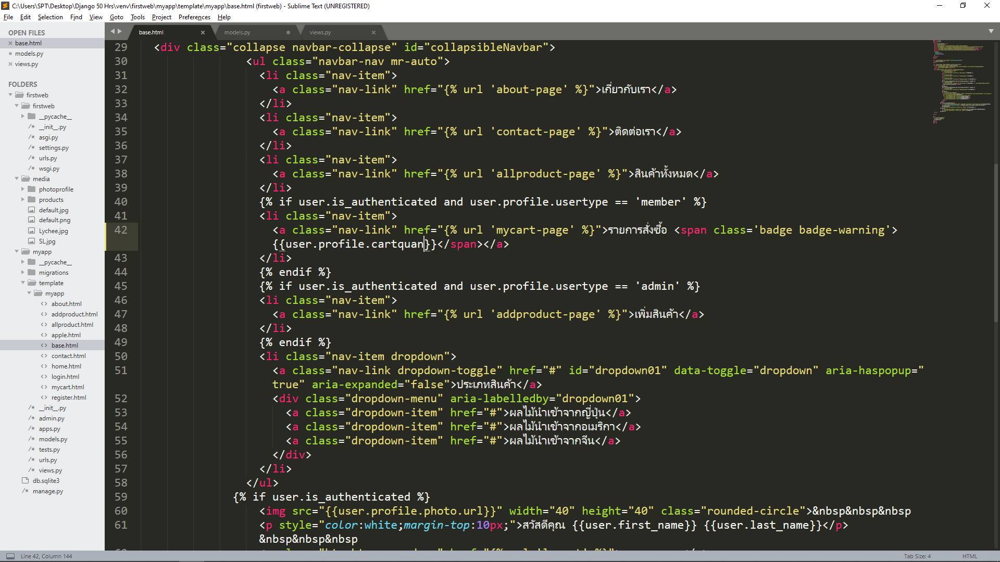 C:\Users\SPT\Desktop\Django 50 Hrs\venv\firstweb\myapp\template\myapp\base.html (firstweb) - Sublime Text (UNREGISTERED)
File Edit Selection Find View Goto Tools Project Preferences Help
OPEN FILES
base.html
models.py
views.py
FOLDERS
firstweb
firstweb
__pycache__
__init__.py
asgi.py
settings.py
urls.py
wsgi.py
media
photoprofile
products
default.jpg
default.png
Lychee.jpg
SL.jpg
myapp
__pycache__
migrations
template
myapp
about.html
addproduct.html
allproduct.html
apple.html
base.html
contact.html
home.html
login.html
mycart.html
register.html
__init__.py
admin.py
apps.py
models.py
tests.py
urls.py
views.py
db.sqlite3
manage.py
base.html models.py views.py
29 <div class="collapse navbar-collapse" id="collapsibleNavbar">
30 <ul class="navbar-nav mr-auto">
31 <li class="nav-item">
32 <a class="nav-link" href="{% url 'about-page' %}">เกี่ยวกับเรา</a>
33 </li>
34 <li class="nav-item">
35 <a class="nav-link" href="{% url 'contact-page' %}">ติดต่อเรา</a>
36 </li>
37 <li class="nav-item">
38 <a class="nav-link" href="{% url 'allproduct-page' %}">สินค้าทั้งหมด</a>
39 </li>
40 {% if user.is_authenticated and user.profile.usertype == 'member' %}
41 <li class="nav-item">
42 <a class="nav-link" href="{% url 'mycart-page' %}">รายการสั่งซื้อ <span class='badge badge-warning'>
{{user.profile.cartquan}}</span></a>
43 </li>
44 {% endif %}
45 {% if user.is_authenticated and user.profile.usertype == 'admin' %}
46 <li class="nav-item">
47 <a class="nav-link" href="{% url 'addproduct-page' %}">เพิ่มสินค้า</a>
48 </li>
49 {% endif %}
50 <li class="nav-item dropdown">
51 <a class="nav-link dropdown-toggle" href="#" id="dropdown01" data-toggle="dropdown" aria-haspopup="
true" aria-expanded="false">ประเภทสินค้า</a>
52 <div class="dropdown-menu" aria-labelledby="dropdown01">
53 <a class="dropdown-item" href="#">ผลไม้นำเข้าจากญี่ปุ่น</a>
54 <a class="dropdown-item" href="#">ผลไม้นำเข้าจากอเมริกา</a>
55 <a class="dropdown-item" href="#">ผลไม้นำเข้าจากจีน</a>
56 </div>
57 </li>
58 </ul>
59 {% if user.is_authenticated %}
60 <img src="{{user.profile.photo.url}}" width="40" height="40" class="rounded-circle">&nbsp&nbsp&nbsp
61 <p style="color:white;margin-top:10px;">สวัสดีคุณ {{user.first_name}} {{user.last_name}}</p>
&nbsp&nbsp&nbsp
Line 42, Column 144
Tab Size: 4
HTML